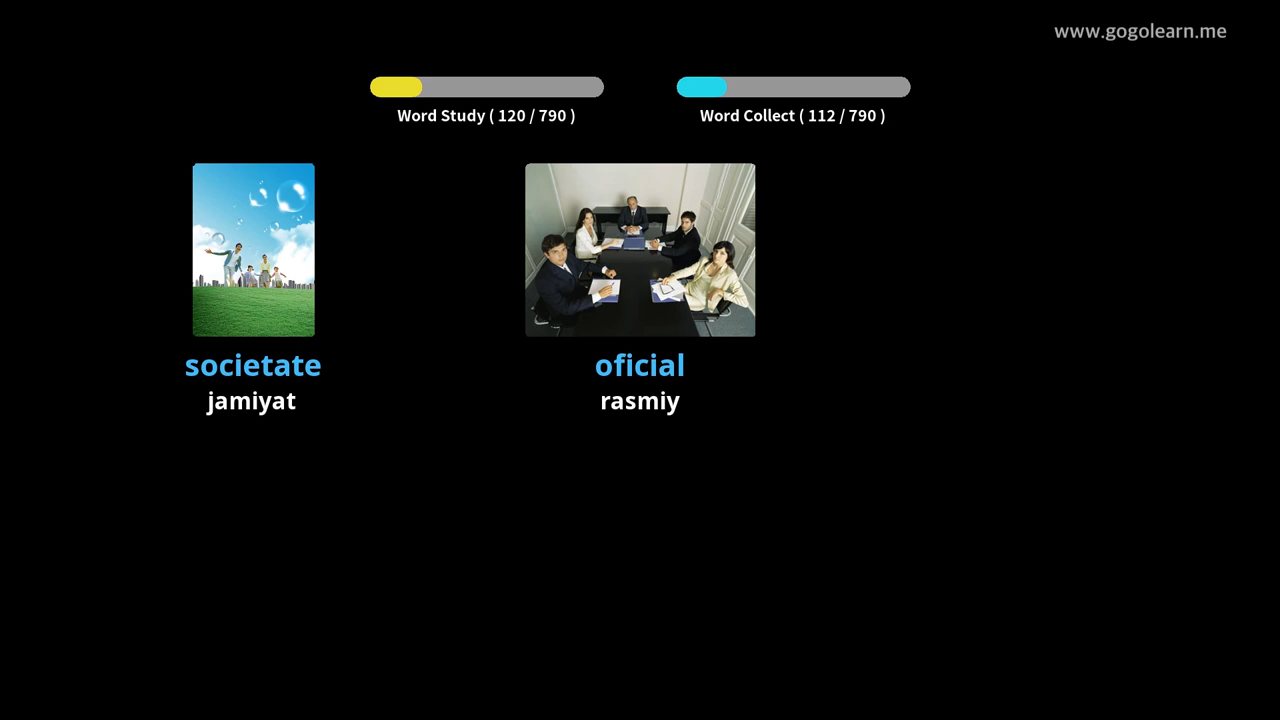 www.gogolearn.me
Word Study ( 120 / 790 )
Word Collect ( 112 / 790 )
societate
jamiyat
oficial
rasmiy